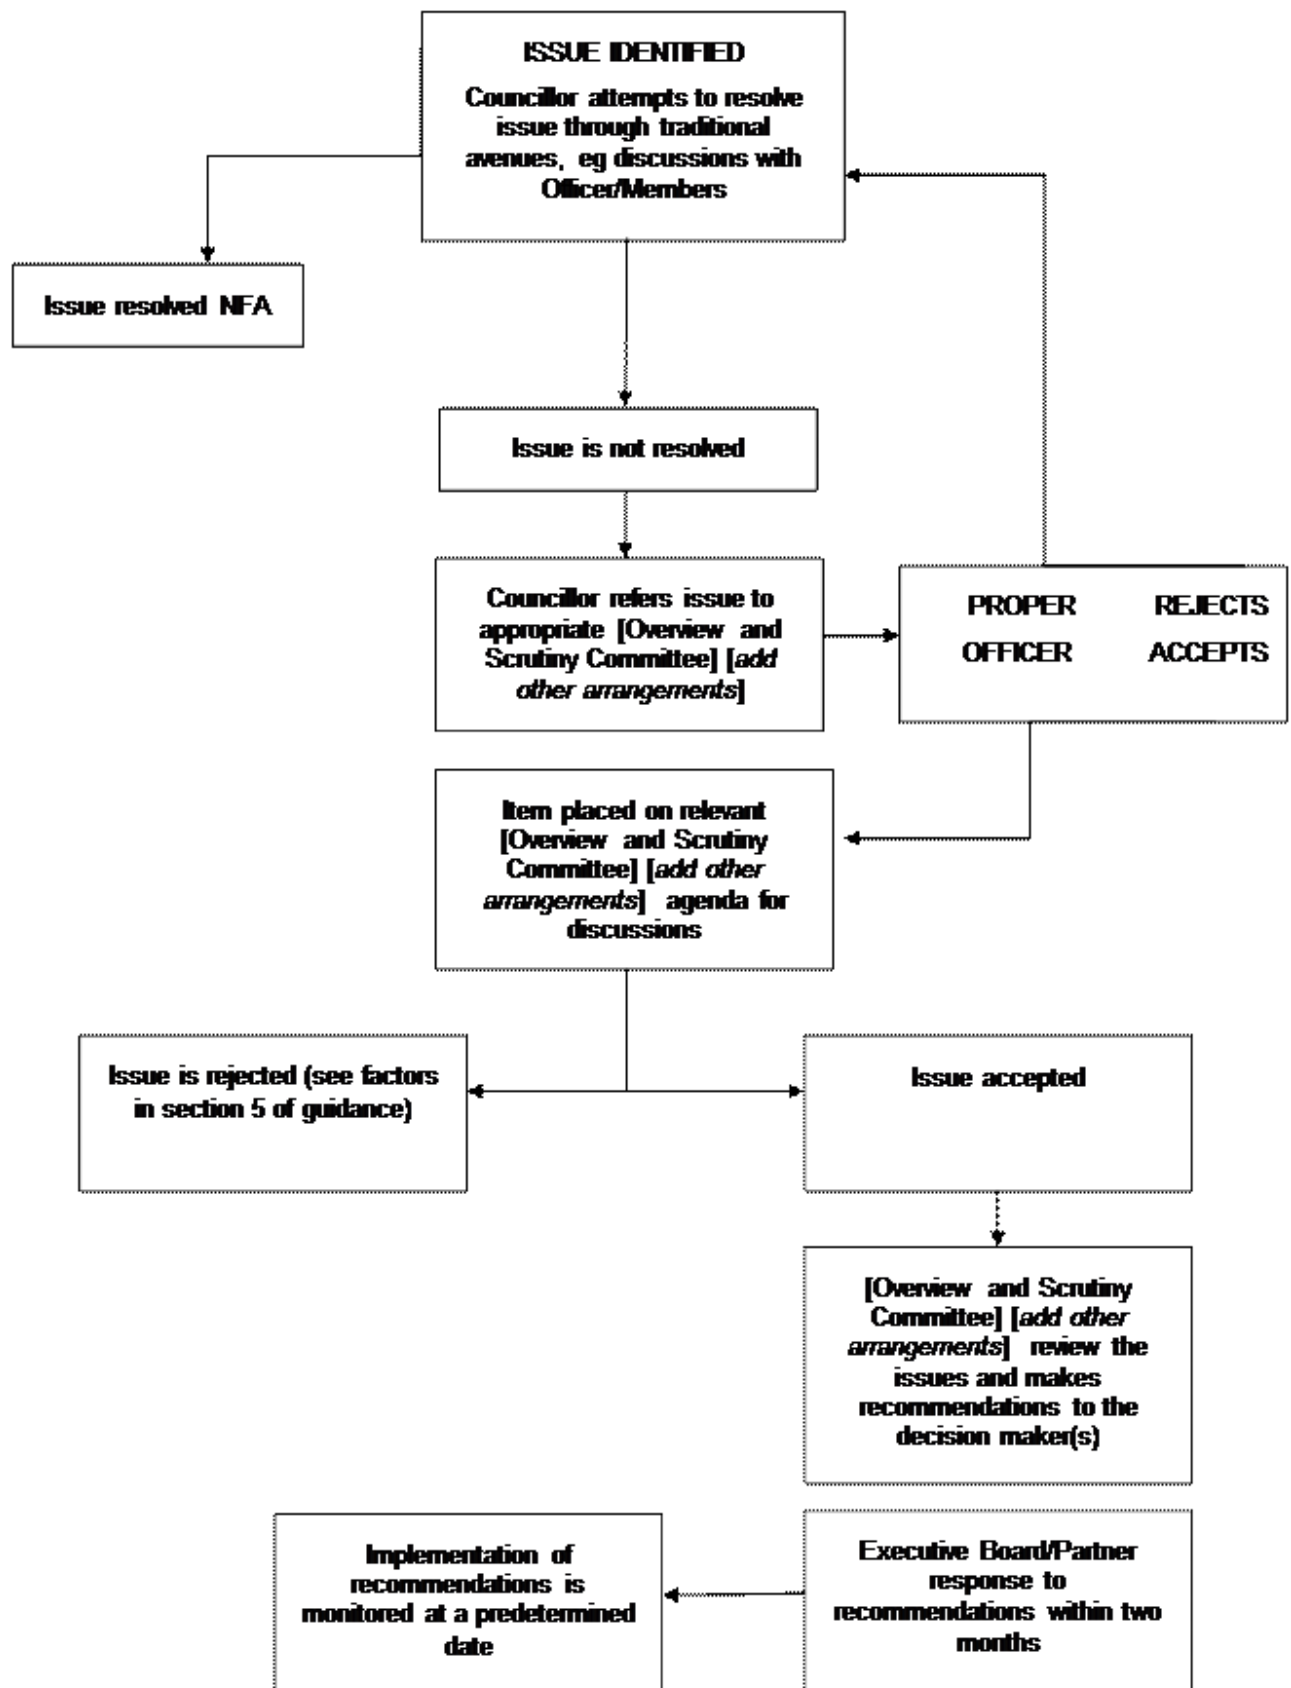 ISSUE IDENTIFIED
Councillor attempts to resolve
issue through traditional
avenues, eg discussions with
Officer/Members
Issue resolved NFA
Issue is not resolved
Councillor refers issue to
appropriate [Overview and
Scrutiny Committee] [add
other arrangements]
PROPER REJECTS
OFFICER ACCEPTS
Item placed on relevant
[Overview and Scrutiny
Committee] [add other
arrangements] agenda for
discussions
Issue is rejected (see factors
in section 5 of guidance)
Issue accepted
[Overview and Scrutiny
Committee] [add other
arrangements] review the
issues and makes
recommendations to the
decision maker(s)
Implementation of
recommendations is
monitored at a predetermined
date
Executive Board/Partner
response to
recommendations within two
months